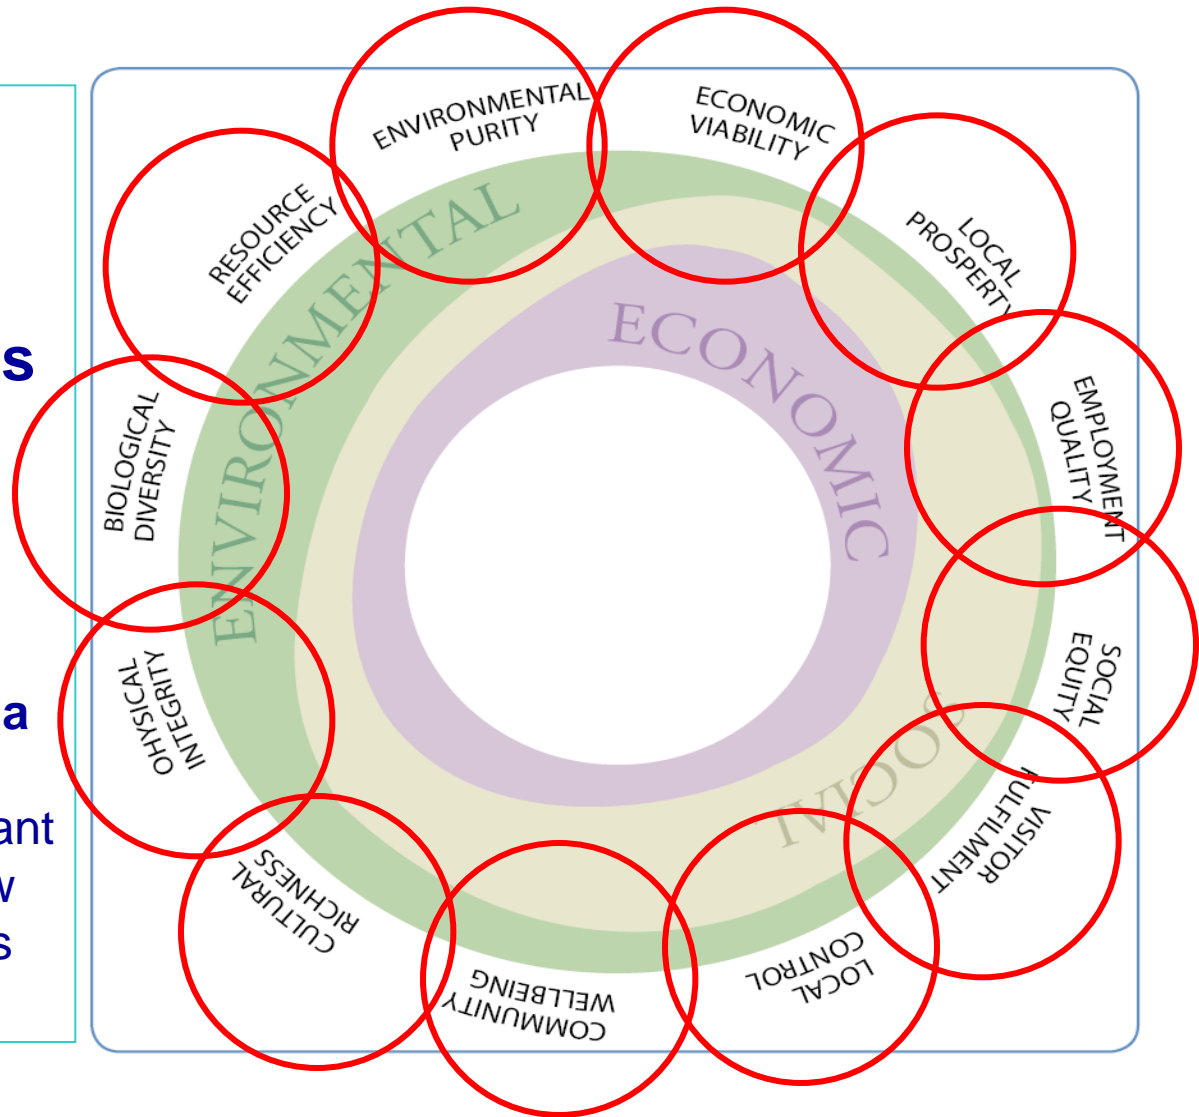 s
a
ant
w
s
ENVIRONMENTAL
PURITY
ECONOMIC
VIABILITY
LOCAL
PROSPERTY
EMPLOYMENT
QUALITY
SOCIAL
EQUITY
VISITOR
FULFILMENT
LOCAL
CONTROL
COMMUNITY
WELLBEING
CULTURAL
RICHNESS
OHYSICAL
INTEGRITY
BIOLOGICAL
DIVERSITY
RESOURCE
EFFICIENCY
ENVIRONMENTAL
ECONOMIC
SOCIAL